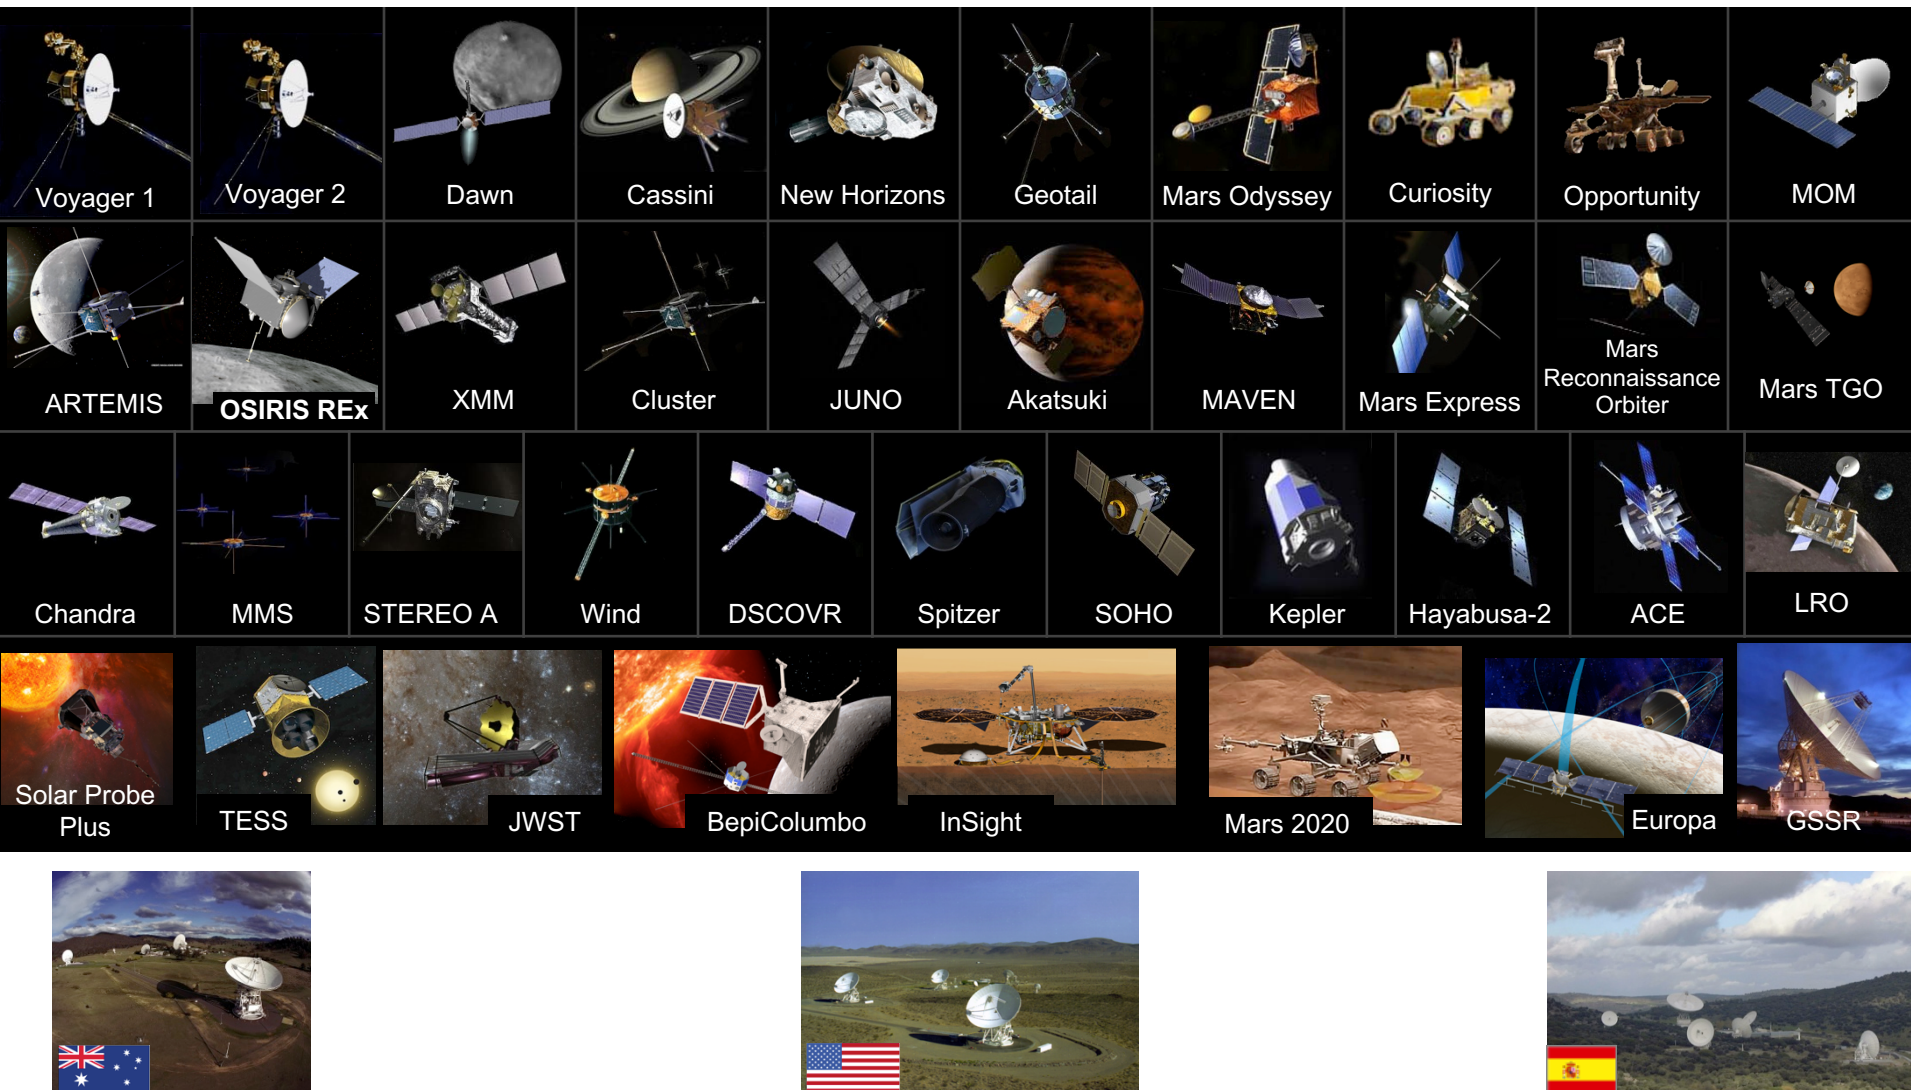 Voyager 1
Voyager 2
Dawn
Cassini
New Horizons
Geotail
Mars Odyssey
Curiosity
Opportunity
MOM
ARTEMIS
OSIRIS REx
XMM
Cluster
JUNO
Akatsuki
MAVEN
Mars Express
Mars
Reconnaissance
Orbiter
Mars TGO
Chandra
MMS
STEREO A
Wind
DSCOVR
Spitzer
SOHO
Kepler
Hayabusa-2
ACE
LRO
Solar Probe
Plus
TESS
JWST
BepiColumbo
InSight
Mars 2020
Europa
GSSR